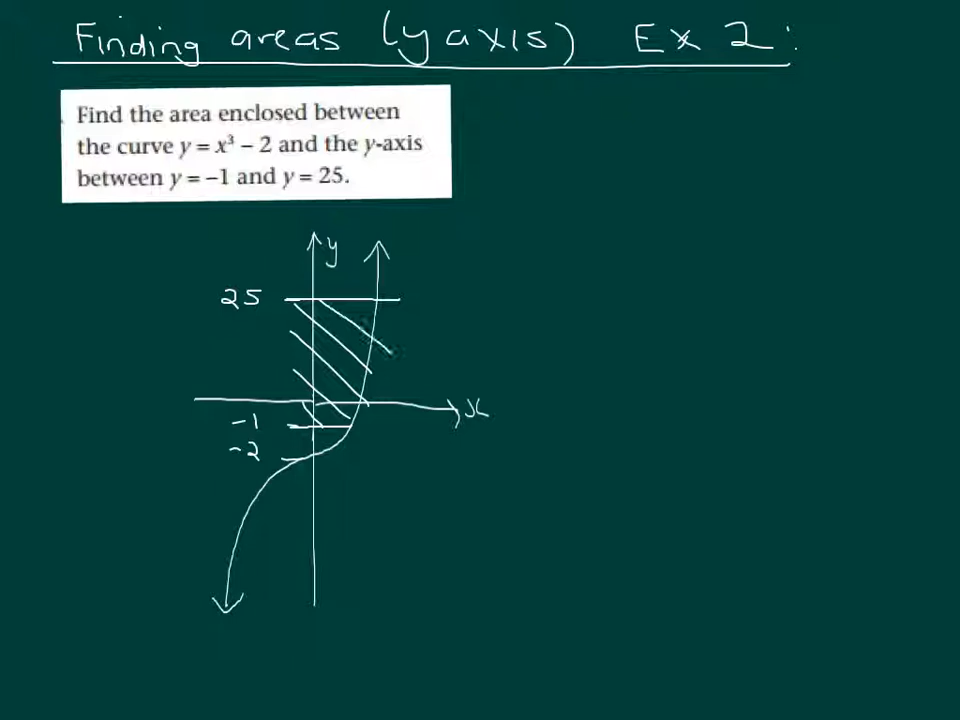 Finding areas (y axis) Ex 2:
Find the area enclosed between
the curve y = x³ – 2 and the y-axis
between y = –1 and y = 25.
y
25
x
-1
-2